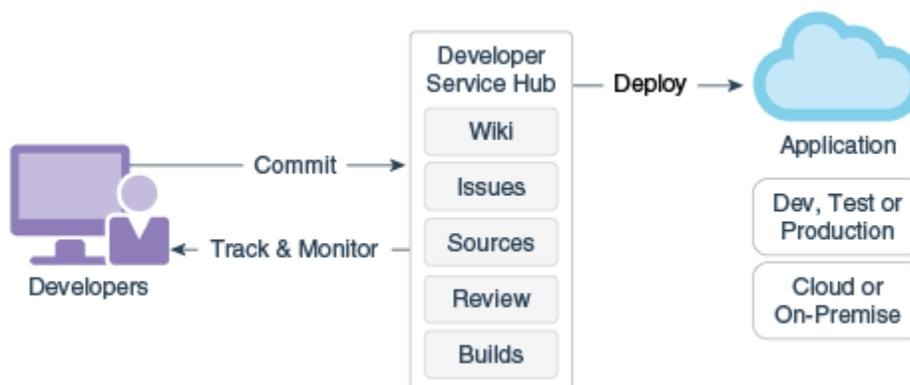 Developers
Commit
Track & Monitor
Developer
Service Hub
Wiki
Issues
Sources
Review
Builds
Deploy
Application
Dev, Test or
Production
Cloud or
On-Premise